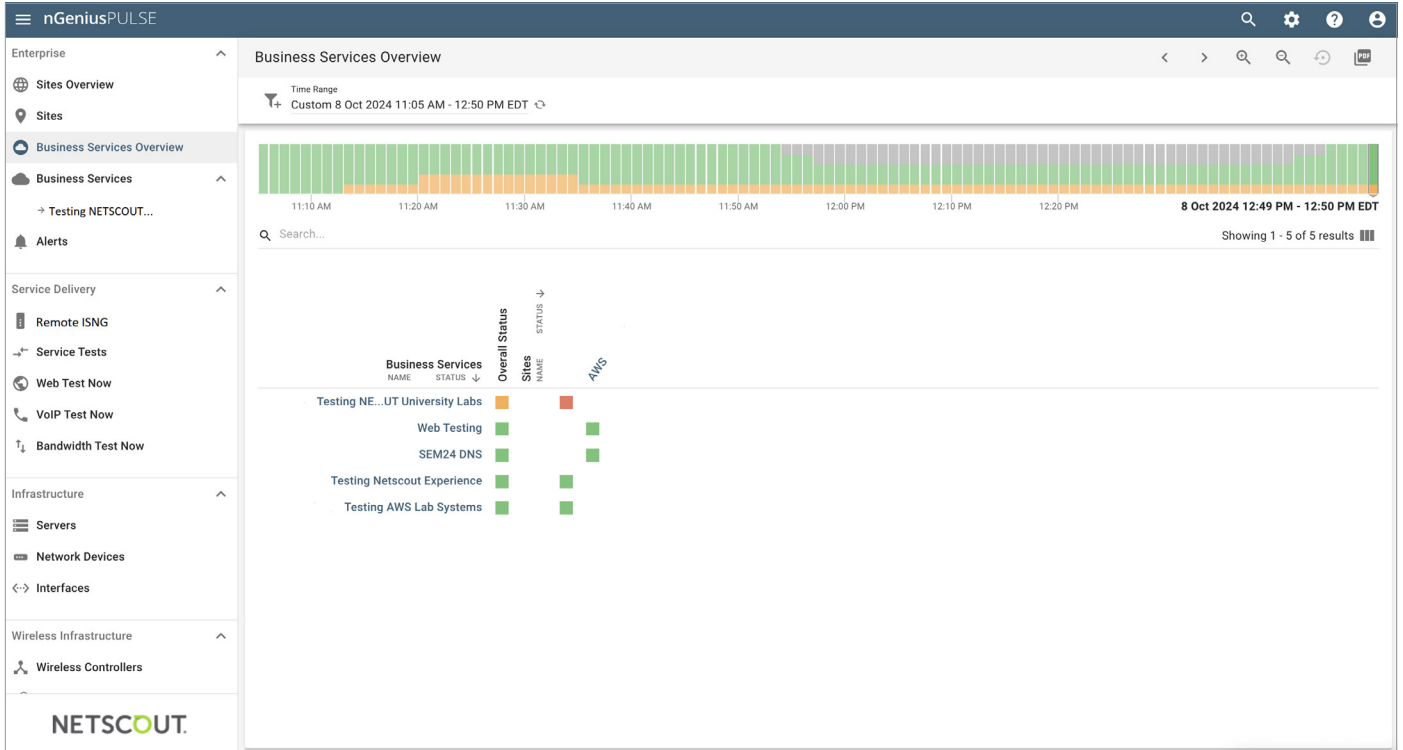 nGeniusPULSE
Enterprise
Sites Overview
Sites
Business Services Overview
Business Services
→ Testing NETSCOUT...
Alerts
Service Delivery
Remote ISNG
Service Tests
Web Test Now
VoIP Test Now
Bandwidth Test Now
Infrastructure
Servers
Network Devices
Interfaces
Wireless Infrastructure
Wireless Controllers
NETSCOUT.
Business Services Overview
PDF
Time Range
Custom 8 Oct 2024 11:05 AM - 12:50 PM EDT
11:10 AM 11:20 AM 11:30 AM 11:40 AM 11:50 AM 12:00 PM 12:10 PM 12:20 PM 8 Oct 2024 12:49 PM - 12:50 PM EDT
Search...
Showing 1 - 5 of 5 results
Business Services
NAME STATUS ↓
Overall Status
Sites
NAME STATUS →
AWS
Testing NE...UT University Labs
Web Testing
SEM24 DNS
Testing Netscout Experience
Testing AWS Lab Systems